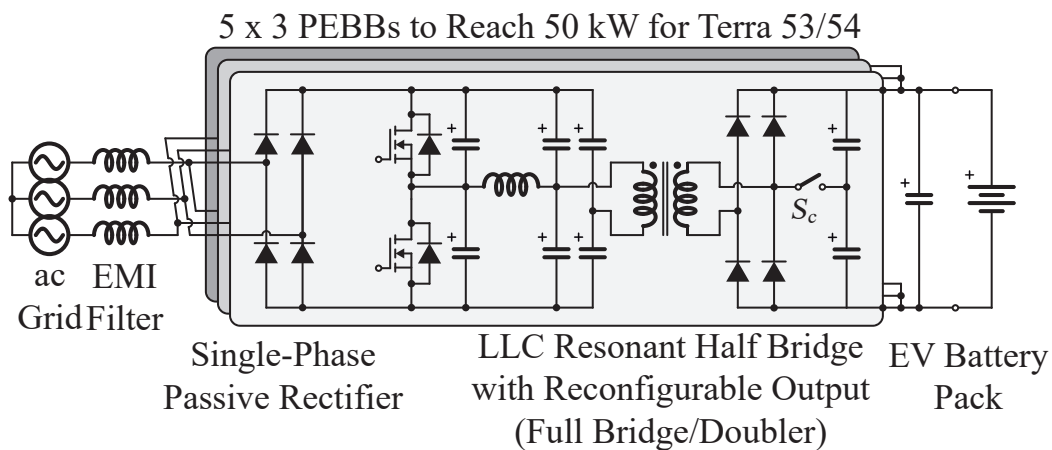 5 x 3 PEBBs to Reach 50 kW for Terra 53/54
S_c
ac
Grid
EMI
Filter
Single-Phase
Passive Rectifier
LLC Resonant Half Bridge
with Reconfigurable Output
(Full Bridge/Doubler)
EV Battery
Pack